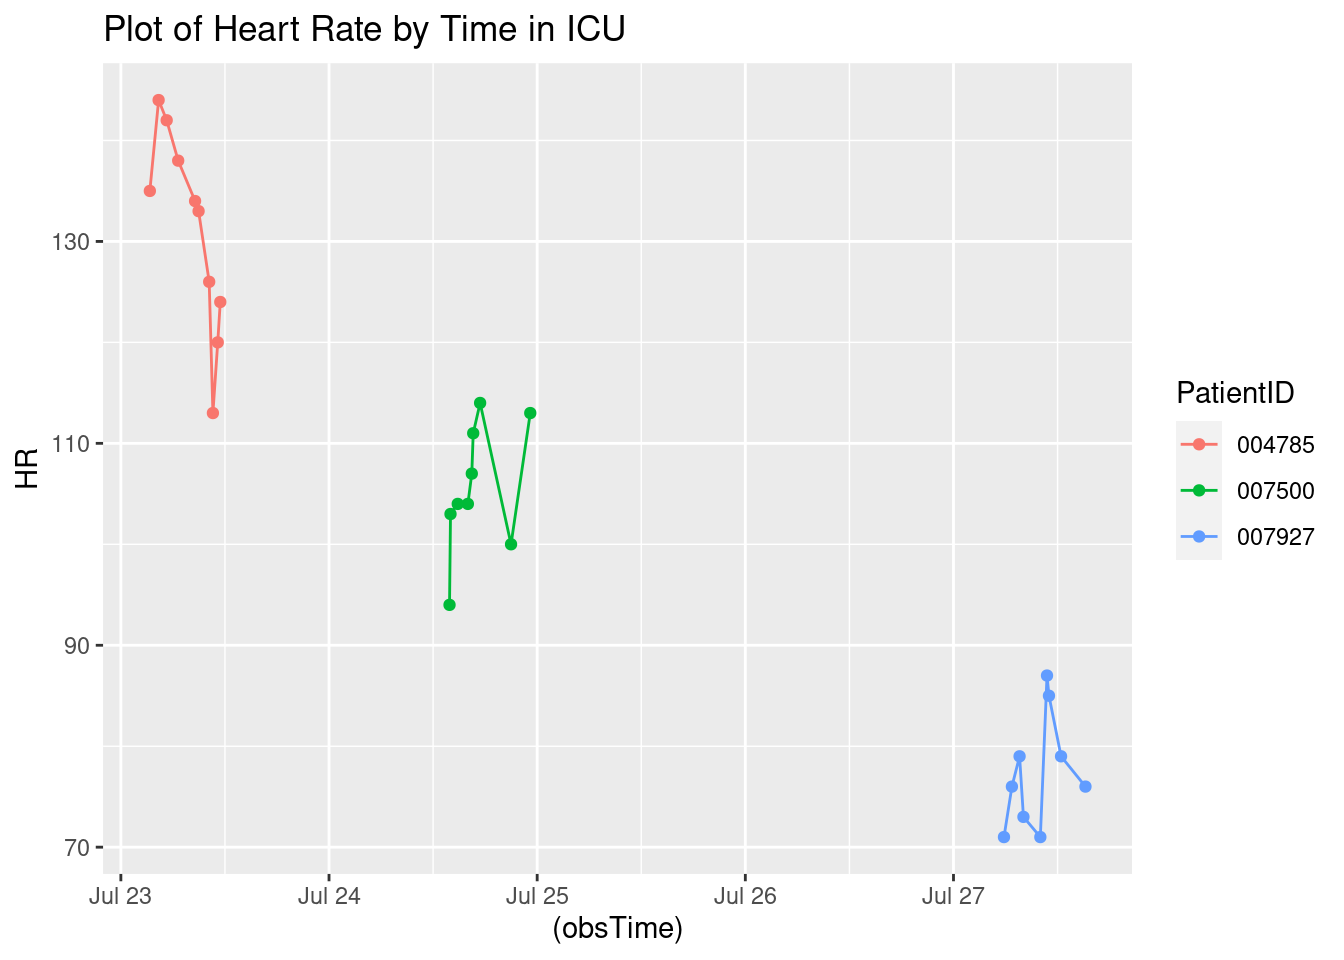 Plot of Heart Rate by Time in ICU
130
110
90
70
HR
Jul 23
Jul 24
Jul 25
Jul 26
Jul 27
(obsTime)
PatientID
004785
007500
007927